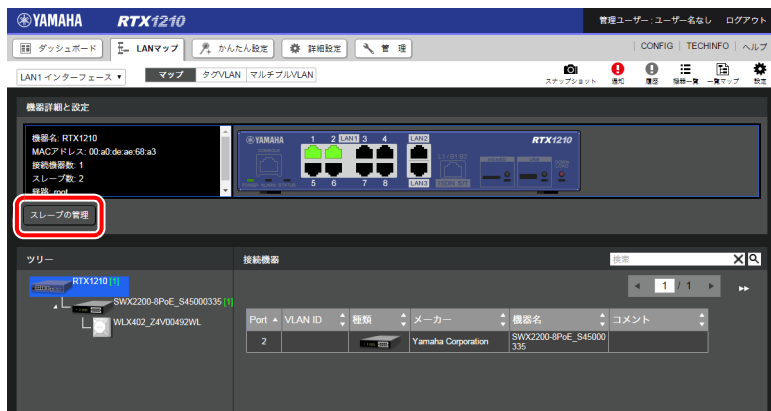 YAMAHA RTX1210 管理ユーザー : ユーザー名なし ログアウト
ダッシュボード LANマップ かんたん設定 詳細設定 管 理 CONFIG TECHINFO ヘルプ
LAN1 インターフェース マップ タグVLAN マルチプルVLAN スナップショット 通知 履歴 機器一覧 一覧マップ 設定
機器詳細と設定
機器名: RTX1210
MACアドレス: 00:a0:de:ae:68:a3
接続機器数: 1
スレーブ数: 2
経路: root
YAMAHA 1 2 LAN1 3 4 LAN2 RTX1210
CONSOLE
L1 / B1 B2
POWER ALARM STATUS 5 6 7 8 LAN3 ISDN S/T
スレーブの管理
ツリー 接続機器 検索
RTX1210 [1]
SWX2200-8PoE_S45000335 [1]
WLX402_Z4V00492WL
1 / 1
Port VLAN ID 種類 メーカー 機器名 コメント
2 Yamaha Corporation SWX2200-8PoE_S45000
335